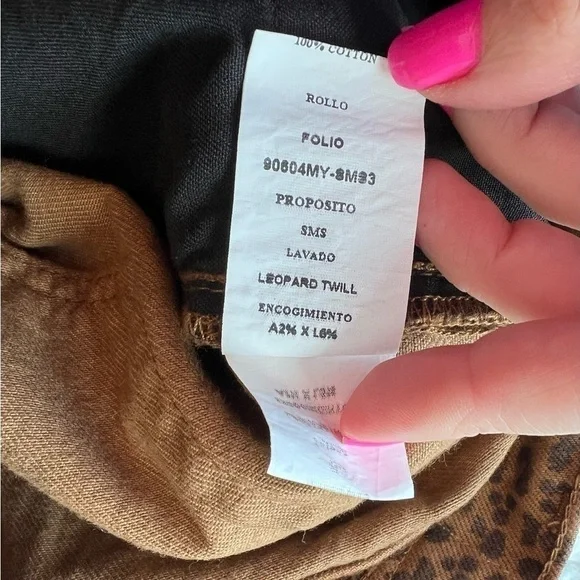 100% COTTON
ROLLO
FOLIO
90604MY-SM93
PROPOSITO
SMS
LAVADO
LEOPARD TWILL
ENCOGIMIENTO
A2% X L6%